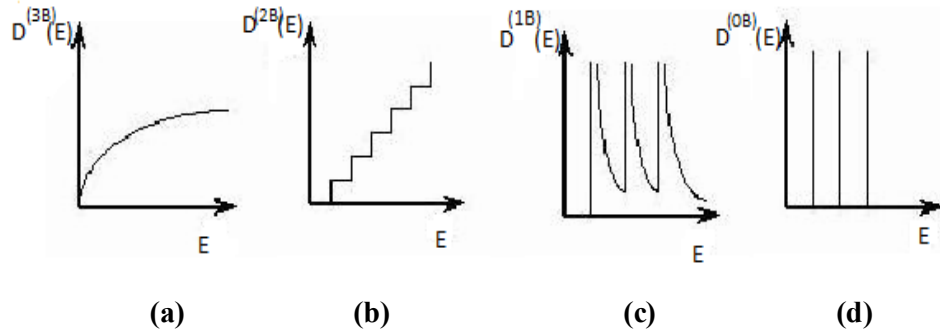 D(3B)(E)
D(2B)(E)
D(1B)(E)
D(0B)(E)
E
E
E
E
(a)
(b)
(c)
(d)